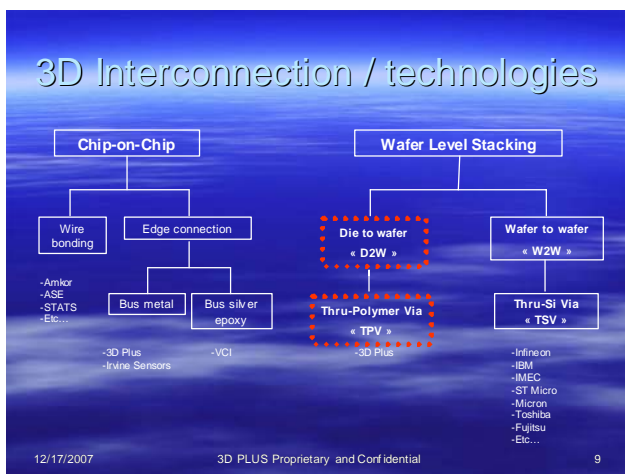 3D Interconnection / technologies
Chip-on-Chip
Wafer Level Stacking
Wire
bonding
Edge connection
Die to wafer
« D2W »
Wafer to wafer
« W2W »
-Amkor
-ASE
-STATS
-Etc…
Bus metal
Bus silver
epoxy
Thru-Polymer Via
« TPV »
Thru-Si Via
« TSV »
-3D Plus
-Irvine Sensors
-VCI
-3D Plus
-Infineon
-IBM
-IMEC
-ST Micro
-Micron
-Toshiba
-Fujitsu
-Etc…
12/17/2007
3D PLUS Proprietary and Confidential
9